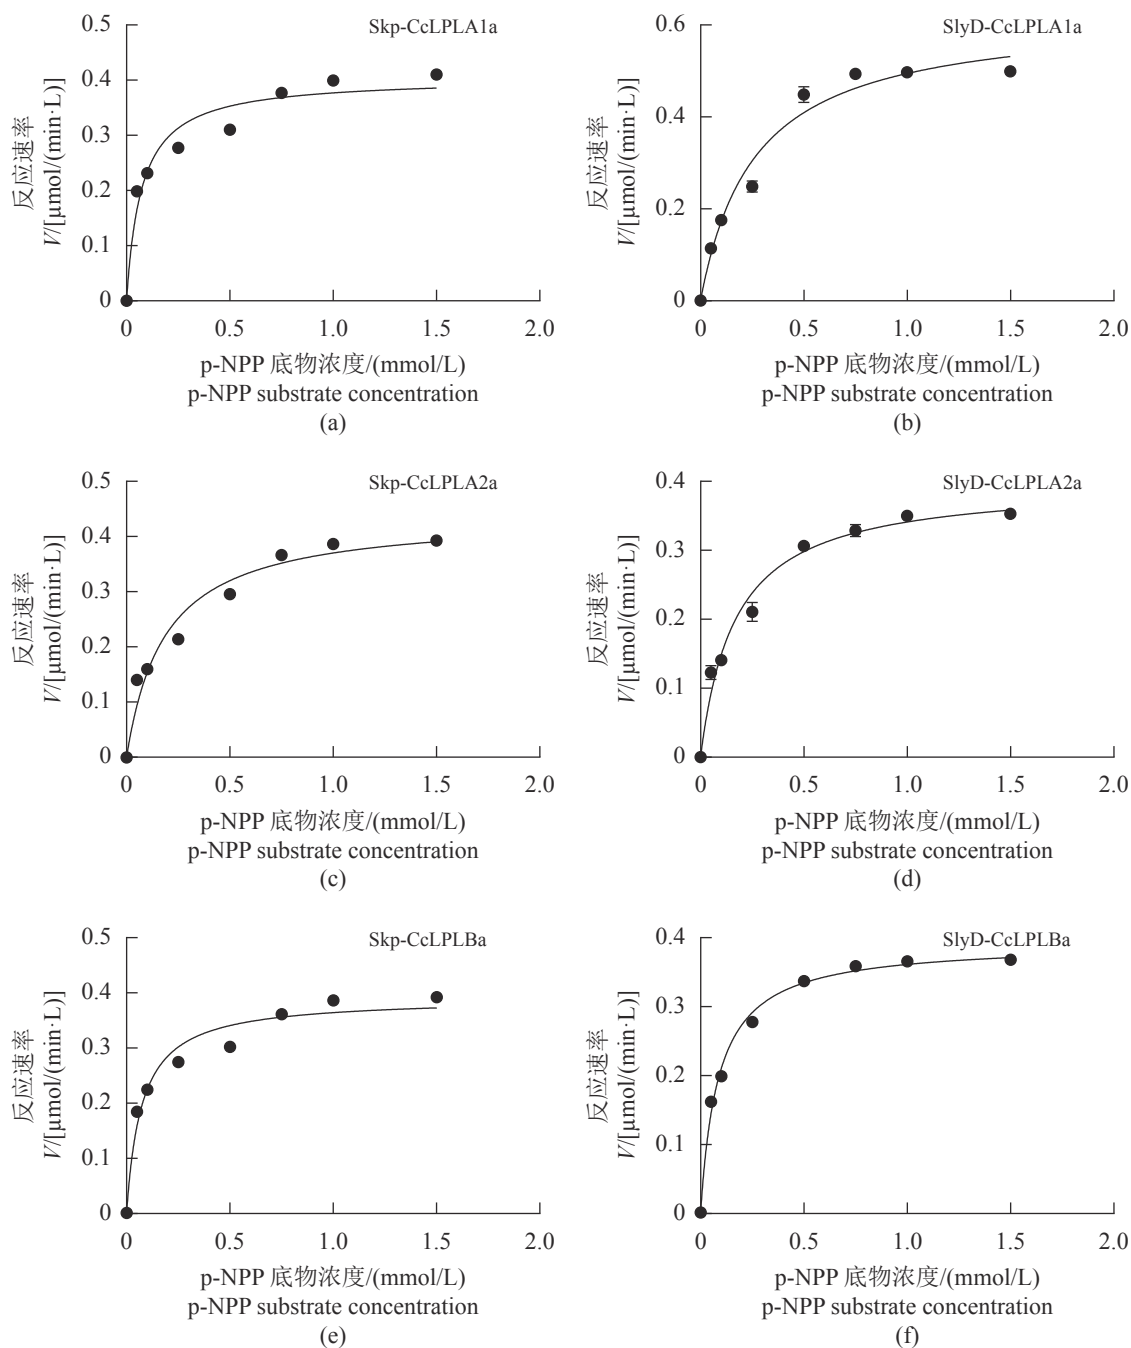 Skp-CcLPLA1a
0.5
0.4
0.3
0.2
0.1
0
反应速率
V/[μmol/(min·L)]
0 0.5 1.0 1.5 2.0
p-NPP 底物浓度/(mmol/L)
p-NPP substrate concentration
(a)
SlyD-CcLPLA1a
0.6
0.4
0.2
0
反应速率
V/[μmol/(min·L)]
0 0.5 1.0 1.5 2.0
p-NPP 底物浓度/(mmol/L)
p-NPP substrate concentration
(b)
Skp-CcLPLA2a
0.5
0.4
0.3
0.2
0.1
0
反应速率
V/[μmol/(min·L)]
0 0.5 1.0 1.5 2.0
p-NPP 底物浓度/(mmol/L)
p-NPP substrate concentration
(c)
SlyD-CcLPLA2a
0.4
0.3
0.2
0.1
0
反应速率
V/[μmol/(min·L)]
0 0.5 1.0 1.5 2.0
p-NPP 底物浓度/(mmol/L)
p-NPP substrate concentration
(d)
Skp-CcLPLBa
0.5
0.4
0.3
0.2
0.1
0
反应速率
V/[μmol/(min·L)]
0 0.5 1.0 1.5 2.0
p-NPP 底物浓度/(mmol/L)
p-NPP substrate concentration
(e)
SlyD-CcLPLBa
0.4
0.3
0.2
0.1
0
反应速率
V/[μmol/(min·L)]
0 0.5 1.0 1.5 2.0
p-NPP 底物浓度/(mmol/L)
p-NPP substrate concentration
(f)